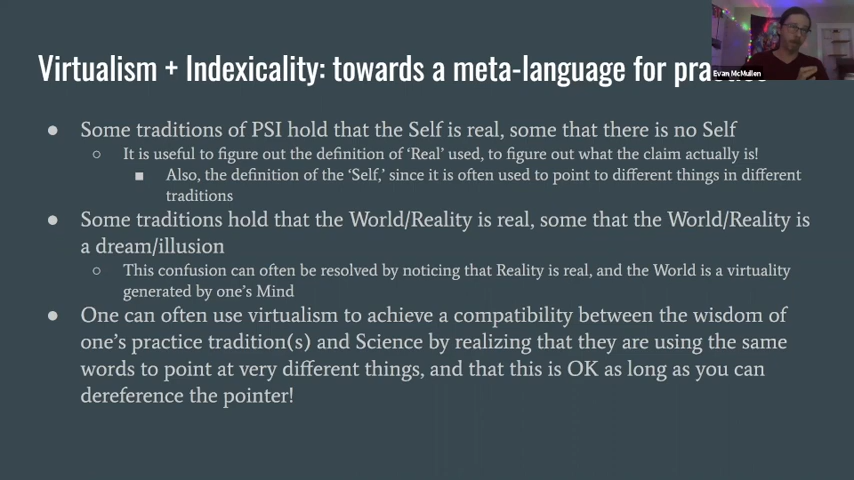 Virtualism + Indexicality: towards a meta-language for
Evan McMullen
● Some traditions of PSI hold that the Self is real, some that there is no Self
○ It is useful to figure out the definition of 'Real' used, to figure out what the claim actually is!
■ Also, the definition of the 'Self,' since it is often used to point to different things in different
traditions
● Some traditions hold that the World/Reality is real, some that the World/Reality is
a dream/illusion
○ This confusion can often be resolved by noticing that Reality is real, and the World is a virtuality
generated by one's Mind
● One can often use virtualism to achieve a compatibility between the wisdom of
one's practice tradition(s) and Science by realizing that they are using the same
words to point at very different things, and that this is OK as long as you can
dereference the pointer!